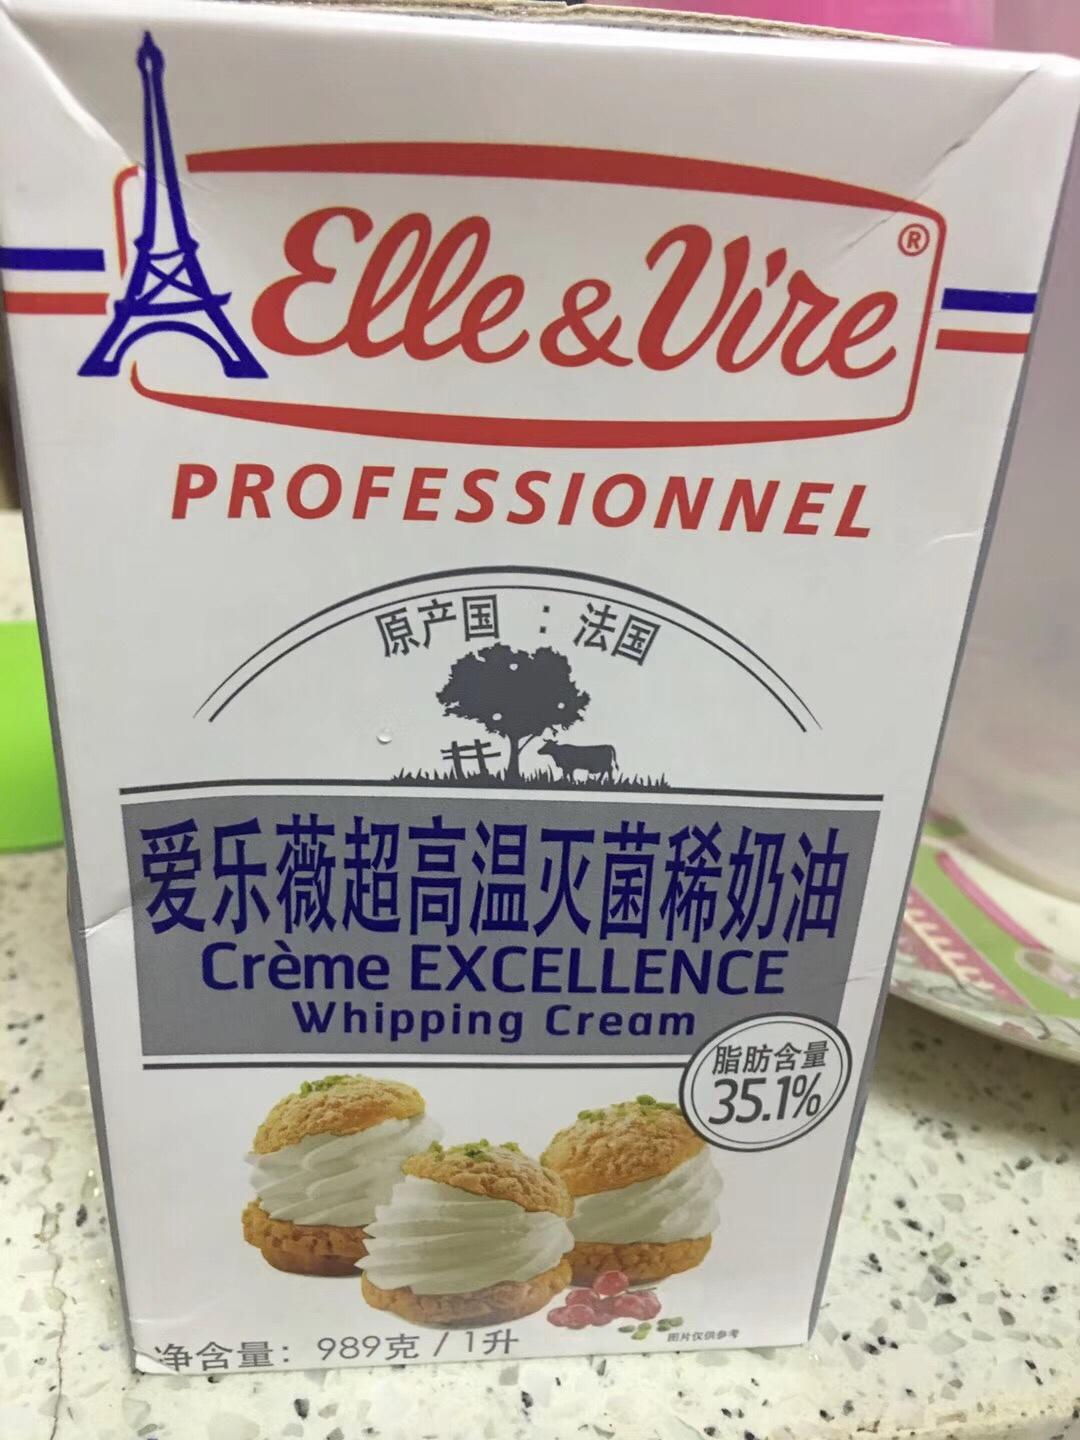 Elle&Vire®
PROFESSIONNEL
原产国：法国
爱乐薇超高温灭菌稀奶油
Crème EXCELLENCE
Whipping Cream
脂肪含量
35.1%
净含量：989克/1升
图片仅供参考